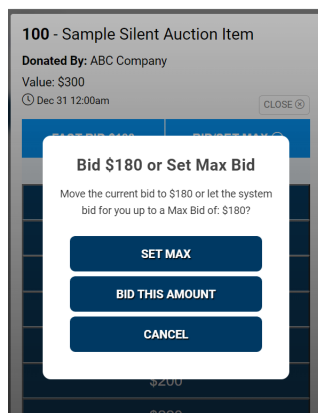 100 - Sample Silent Auction Item
Donated By: ABC Company
Value: $300
Dec 31 12:00am
CLOSE
Bid $180 or Set Max Bid
Move the current bid to $180 or let the system
bid for you up to a Max Bid of: $180?
SET MAX
BID THIS AMOUNT
CANCEL
$200